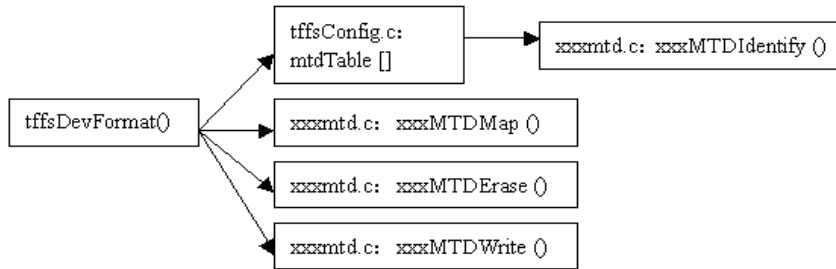 tffsConfig.c：
mtdTable []
xxxmtd.c：xxxMTDIdentify ()
tffsDevFormat()
xxxmtd.c：xxxMTDMap ()
xxxmtd.c：xxxMTDErase ()
xxxmtd.c：xxxMTDWrite ()